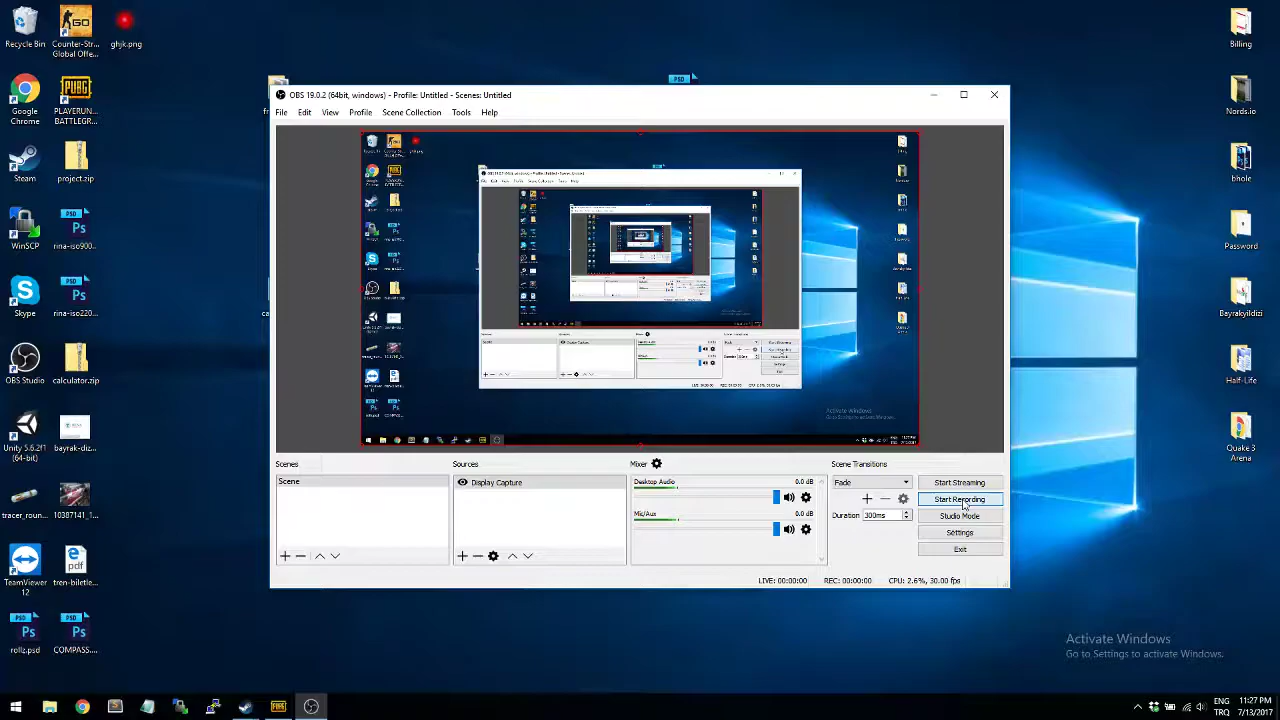 Recycle Bin
Counter-Str... Global Offe...
ghjk.png
Google Chrome
PLAYERUN... BATTLEGR...
Steam
project.zip
WinSCP
rina-iso900...
Skype
rina-iso220...
OBS Studio
calculator.zip
Unity 5.6.2f1 (64-bit)
bayrak-diz...
tracer_roun...
10387141_1...
TeamViewer 12
tren-bilete...
rollz.psd
COMPASS....
Billing
Nords.io
bhole
Password
Bayrakyildizi
Half-Life
Quake 3 Arena
PSD
OBS 19.0.2 (64bit, windows) - Profile: Untitled - Scenes: Untitled
File Edit View Profile Scene Collection Tools Help
Scenes
Scene
Sources
Display Capture
Mixer
Desktop Audio 0.0 dB
Mic/Aux 0.0 dB
Scene Transitions
Fade
Duration 300ms
Start Streaming
Start Recording
Studio Mode
Settings
Exit
LIVE: 00:00:00 REC: 00:00:00 CPU: 2.6%, 30.00 fps
Activate Windows
Go to Settings to activate Windows.
ENG 11:27 PM
TRQ 7/13/2017